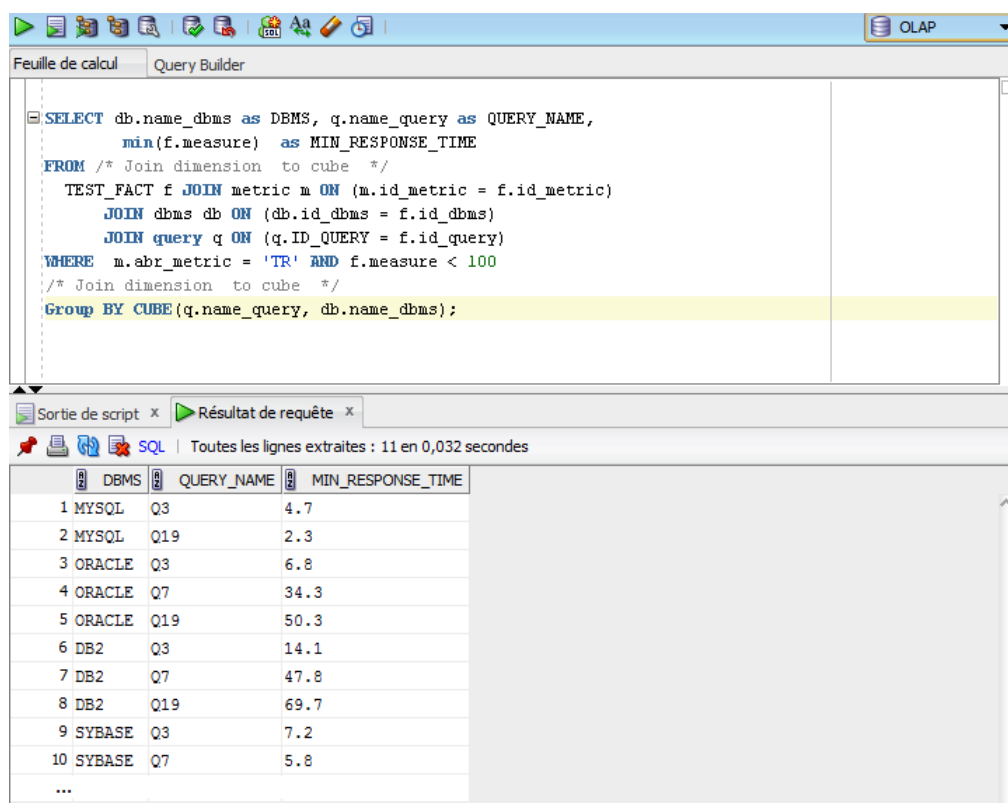 OLAP
Feuille de calcul Query Builder
SELECT db.name_dbms as DBMS, q.name_query as QUERY_NAME,
min(f.measure) as MIN_RESPONSE_TIME
FROM /* Join dimension to cube */
TEST_FACT f JOIN metric m ON (m.id_metric = f.id_metric)
JOIN dbms db ON (db.id_dbms = f.id_dbms)
JOIN query q ON (q.ID_QUERY = f.id_query)
WHERE m.abr_metric = 'TR' AND f.measure < 100
/* Join dimension to cube */
Group BY CUBE(q.name_query, db.name_dbms);
Sortie de script x Résultat de requête x
SQL | Toutes les lignes extraites : 11 en 0,032 secondes
DBMS QUERY_NAME MIN_RESPONSE_TIME
1 MYSQL Q3 4.7
2 MYSQL Q19 2.3
3 ORACLE Q3 6.8
4 ORACLE Q7 34.3
5 ORACLE Q19 50.3
6 DB2 Q3 14.1
7 DB2 Q7 47.8
8 DB2 Q19 69.7
9 SYBASE Q3 7.2
10 SYBASE Q7 5.8
...